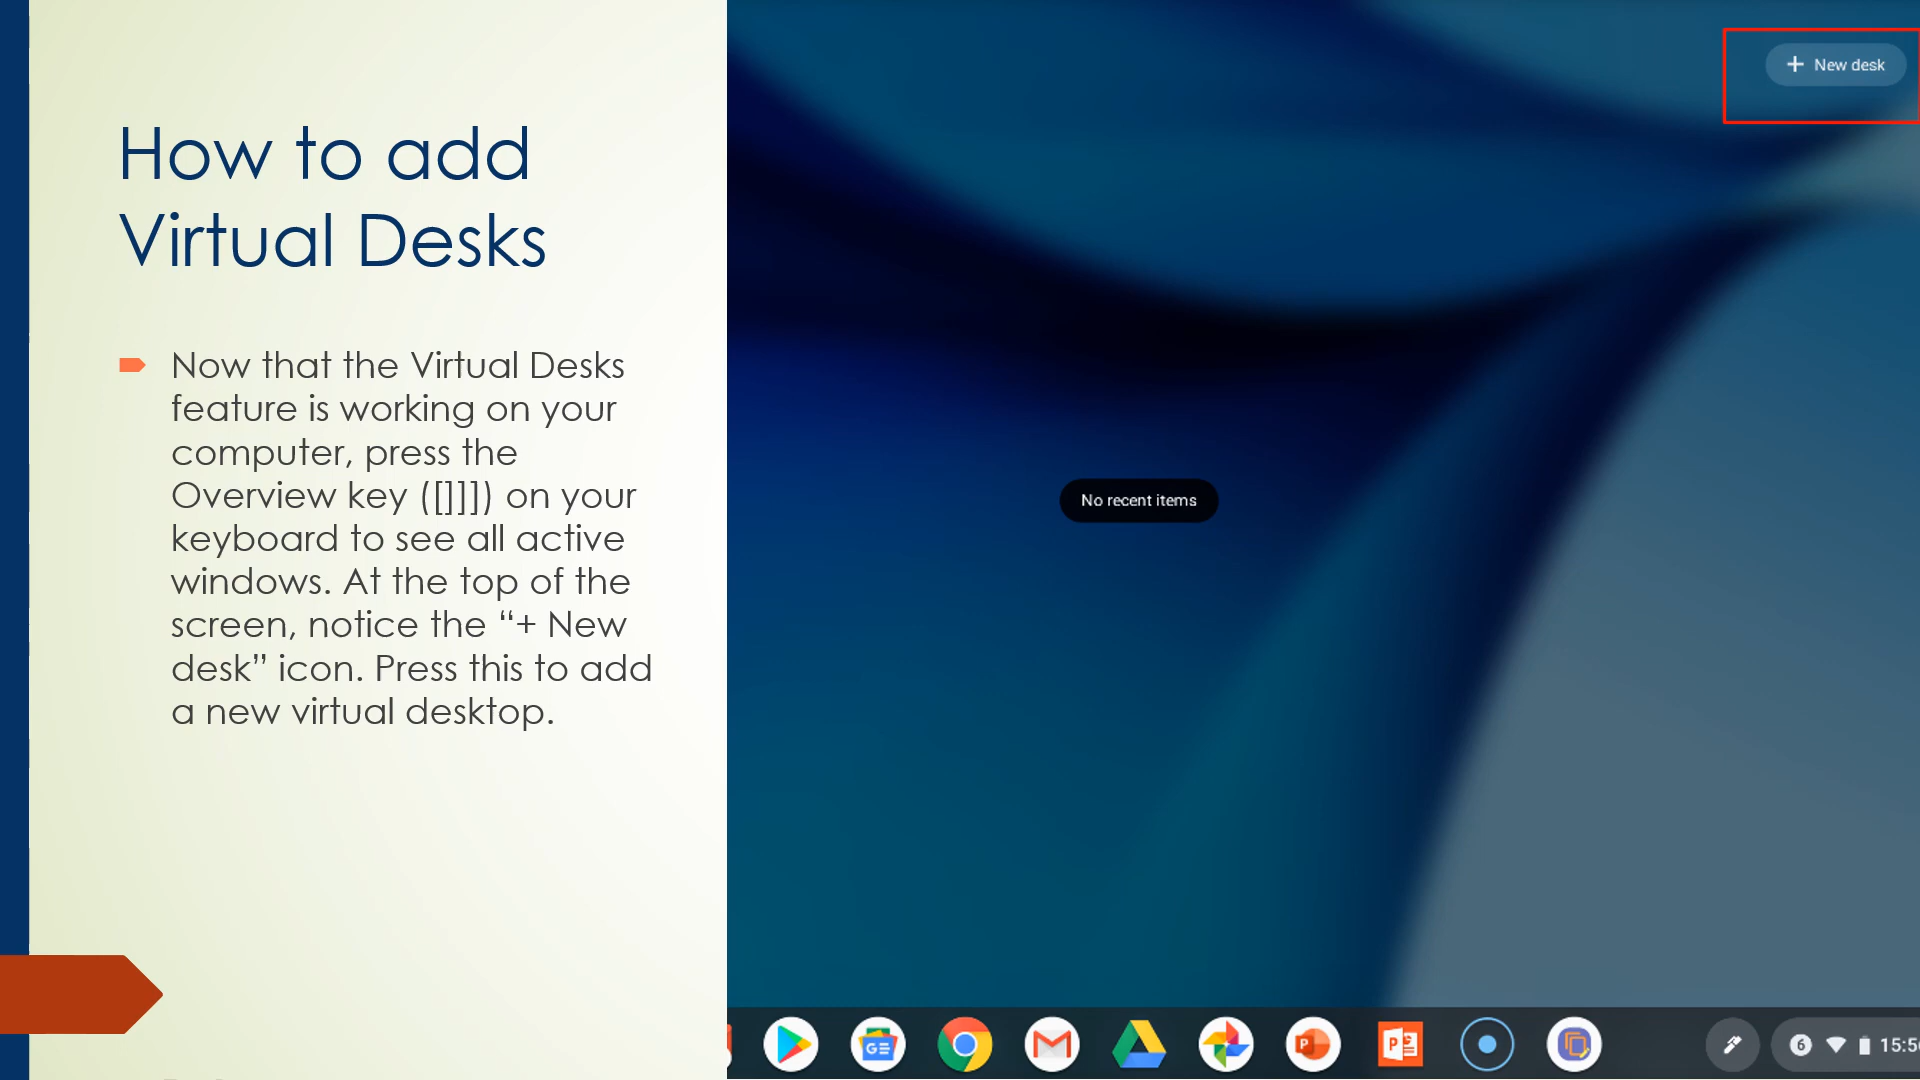 How to add
Virtual Desks
Now that the Virtual Desks
feature is working on your
computer, press the
Overview key ([]]]) on your
keyboard to see all active
windows. At the top of the
screen, notice the “+ New
desk” icon. Press this to add
a new virtual desktop.
+ New desk
No recent items
GE
P
P
6